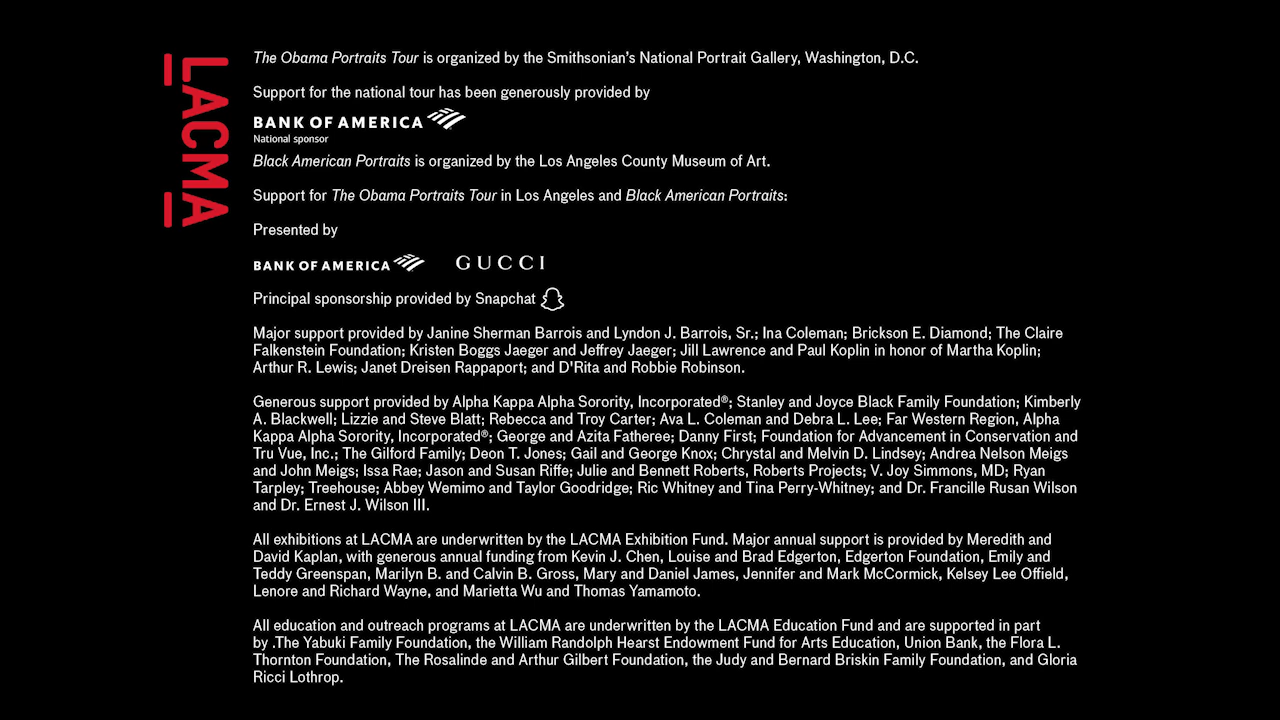 LACMA
The Obama Portraits Tour is organized by the Smithsonian's National Portrait Gallery, Washington, D.C.
Support for the national tour has been generously provided by
BANK OF AMERICA
National sponsor
Black American Portraits is organized by the Los Angeles County Museum of Art.
Support for The Obama Portraits Tour in Los Angeles and Black American Portraits:
Presented by
BANK OF AMERICA GUCCI
Principal sponsorship provided by Snapchat
Major support provided by Janine Sherman Barrois and Lyndon J. Barrois, Sr.; Ina Coleman; Brickson E. Diamond; The Claire
Falkenstein Foundation; Kristen Boggs Jaeger and Jeffrey Jaeger; Jill Lawrence and Paul Koplin in honor of Martha Koplin;
Arthur R. Lewis; Janet Dreisen Rappaport; and D'Rita and Robbie Robinson.
Generous support provided by Alpha Kappa Alpha Sorority, Incorporated®; Stanley and Joyce Black Family Foundation; Kimberly
A. Blackwell; Lizzie and Steve Blatt; Rebecca and Troy Carter; Ava L. Coleman and Debra L. Lee; Far Western Region, Alpha
Kappa Alpha Sorority, Incorporated®; George and Azita Fatheree; Danny First; Foundation for Advancement in Conservation and
Tru Vue, Inc.; The Gilford Family; Deon T. Jones; Gail and George Knox; Chrystal and Melvin D. Lindsey; Andrea Nelson Meigs
and John Meigs; Issa Rae; Jason and Susan Riffe; Julie and Bennett Roberts, Roberts Projects; V. Joy Simmons, MD; Ryan
Tarpley; Treehouse; Abbey Wemimo and Taylor Goodridge; Ric Whitney and Tina Perry-Whitney; and Dr. Francille Rusan Wilson
and Dr. Ernest J. Wilson III.
All exhibitions at LACMA are underwritten by the LACMA Exhibition Fund. Major annual support is provided by Meredith and
David Kaplan, with generous annual funding from Kevin J. Chen, Louise and Brad Edgerton, Edgerton Foundation, Emily and
Teddy Greenspan, Marilyn B. and Calvin B. Gross, Mary and Daniel James, Jennifer and Mark McCormick, Kelsey Lee Offield,
Lenore and Richard Wayne, and Marietta Wu and Thomas Yamamoto.
All education and outreach programs at LACMA are underwritten by the LACMA Education Fund and are supported in part
by .The Yabuki Family Foundation, the William Randolph Hearst Endowment Fund for Arts Education, Union Bank, the Flora L.
Thornton Foundation, The Rosalinde and Arthur Gilbert Foundation, the Judy and Bernard Briskin Family Foundation, and Gloria
Ricci Lothrop.